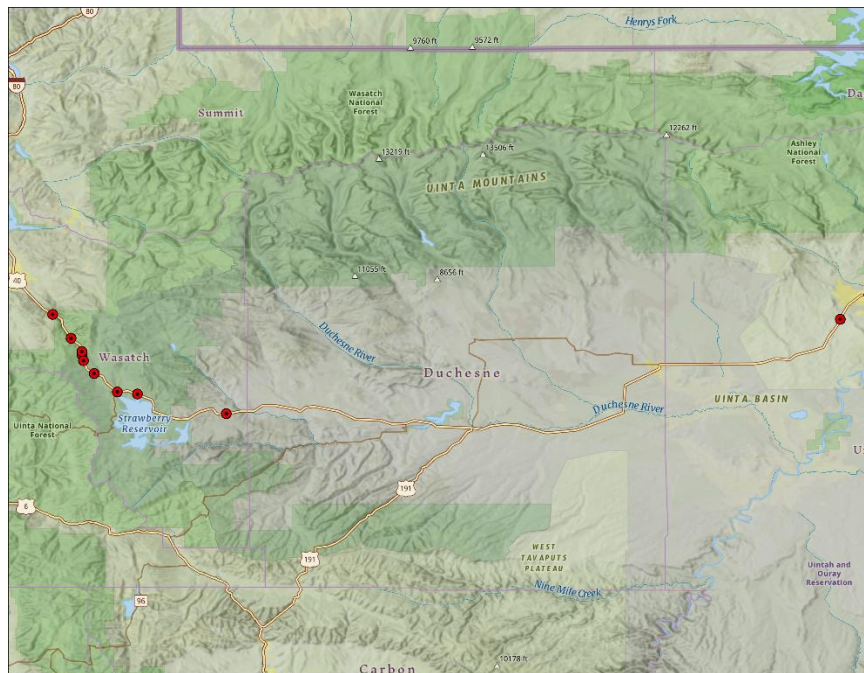 80
Henrys Fork
9760 ft
9572 ft
80
Da
Wasatch
National
Forest
Summit
12262 ft
Ashley
National
Forest
13219 ft
13506 ft
UINTA MOUNTAINS
40
11055 ft
8656 ft
Duchesne River
Wasatch
Duchesne
Duchesne River
UINTA BASIN
Strawberry
Reservoir
Uinta National
Forest
U
191
6
WEST
TAVAPUTS
PLATEAU
191
Uintah and
Ouray
Reservation
Nine Mile Creek
96
10178 ft
Carbon